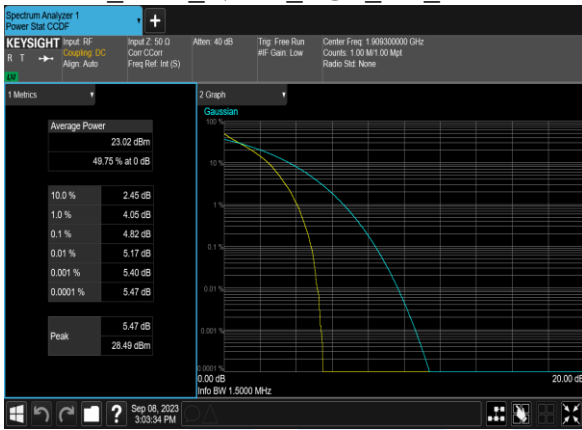 Spectrum Analyzer 1
Power Stat CCDF
+
KEYSIGHT
R T
LV
Input: RF
Coupling: DC
Align: Auto
Input Z: 50 Ω
Corr CCorr
Freq Ref: Int (S)
Atten: 40 dB
Trig: Free Run
#IF Gain: Low
Center Freq: 1.909300000 GHz
Counts: 1.00 M/1.00 Mpt
Radio Std: None
1 Metrics
Average Power
23.02 dBm
49.75 % at 0 dB
10.0 % 2.45 dB
1.0 % 4.05 dB
0.1 % 4.82 dB
0.01 % 5.17 dB
0.001 % 5.40 dB
0.0001 % 5.47 dB
Peak
5.47 dB
28.49 dBm
2 Graph
Gaussian
100 %
10 %
1 %
0.1 %
0.01 %
0.001 %
0.0001 %
0.00 dB
20.00 dB
Info BW 1.5000 MHz
?
Sep 08, 2023
3:03:34 PM